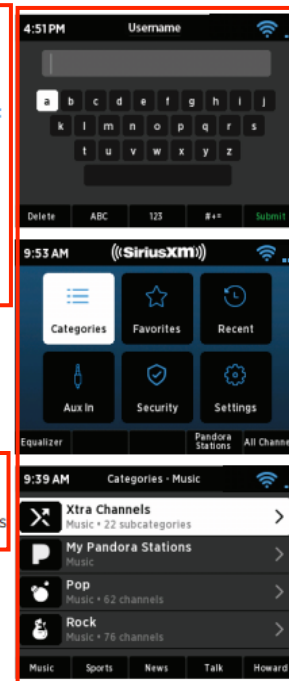 4:51 PM Username
a b c d e f g h i j
k l m n o p q r s
t u v w x y z
Delete ABC 123 #+= Submit
9:53 AM ((SiriusXM))
Categories Favorites Recent
Aux In Security Settings
Equalizer Pandora Stations All Channe
9:39 AM Categories - Music
Xtra Channels
Music • 22 subcategories
s
My Pandora Stations
Music
Pop
Music • 62 channels
Rock
Music • 76 channels
Music Sports News Talk Howard